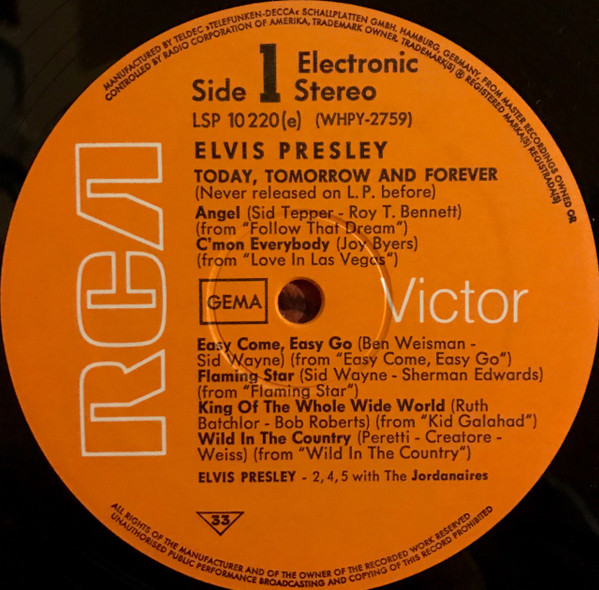 MANUFACTURED BY TELDEC »TELEFUNKEN-DECCA« SCHALLPLATTEN GMBH, HAMBURG, GERMANY, FROM MASTER RECORDINGS OWNED OR
CONTROLLED BY RADIO CORPORATION OF AMERICA, TRADEMARK OWNER. TRADEMARK(S) ® REGISTERED MARKA(S) REGISTRADA(S)
Side 1 Electronic Stereo
LSP 10 220 (e) (WHPY-2759)
ELVIS PRESLEY
TODAY, TOMORROW AND FOREVER
(Never released on L.P. before)
Angel (Sid Tepper - Roy T. Bennett)
(from "Follow That Dream")
C'mon Everybody (Joy Byers)
(from "Love In Las Vegas")
RCA
GEMA
Victor
Easy Come, Easy Go (Ben Weisman -
Sid Wayne) (from "Easy Come, Easy Go")
Flaming Star (Sid Wayne - Sherman Edwards)
(from "Flaming Star")
King Of The Whole Wide World (Ruth
Batchlor - Bob Roberts) (from "Kid Galahad")
Wild In The Country (Peretti - Creatore -
Weiss) (from "Wild In The Country")
ELVIS PRESLEY - 2, 4, 5 with The Jordanaires
33
ALL RIGHTS OF THE MANUFACTURER AND OF THE OWNER OF THE RECORDED WORK RESERVED
UNAUTHORISED PUBLIC PERFORMANCE BROADCASTING AND COPYING OF THIS RECORD PROHIBITED